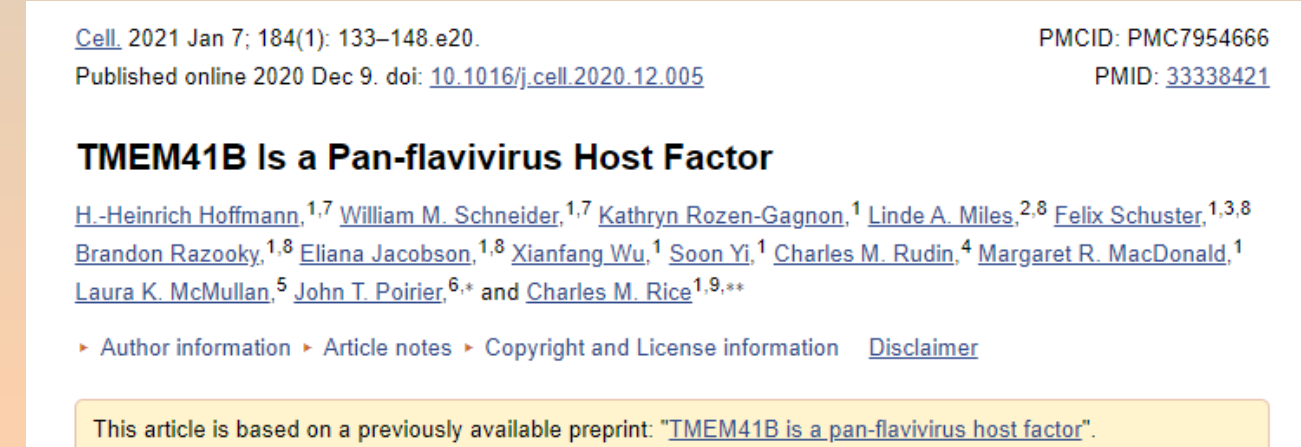 Cell. 2021 Jan 7; 184(1): 133–148.e20.
PMCID: PMC7954666
Published online 2020 Dec 9. doi: 10.1016/j.cell.2020.12.005
PMID: 33338421
TMEM41B Is a Pan-flavivirus Host Factor
H.-Heinrich Hoffmann,1,7 William M. Schneider,1,7 Kathryn Rozen-Gagnon,1 Linde A. Miles,2,8 Felix Schuster,1,3,8
Brandon Razooky,1,8 Eliana Jacobson,1,8 Xianfang Wu,1 Soon Yi,1 Charles M. Rudin,4 Margaret R. MacDonald,1
Laura K. McMullan,5 John T. Poirier,6,* and Charles M. Rice1,9,**
▸ Author information ▸ Article notes ▸ Copyright and License information Disclaimer
This article is based on a previously available preprint: "TMEM41B is a pan-flavivirus host factor".